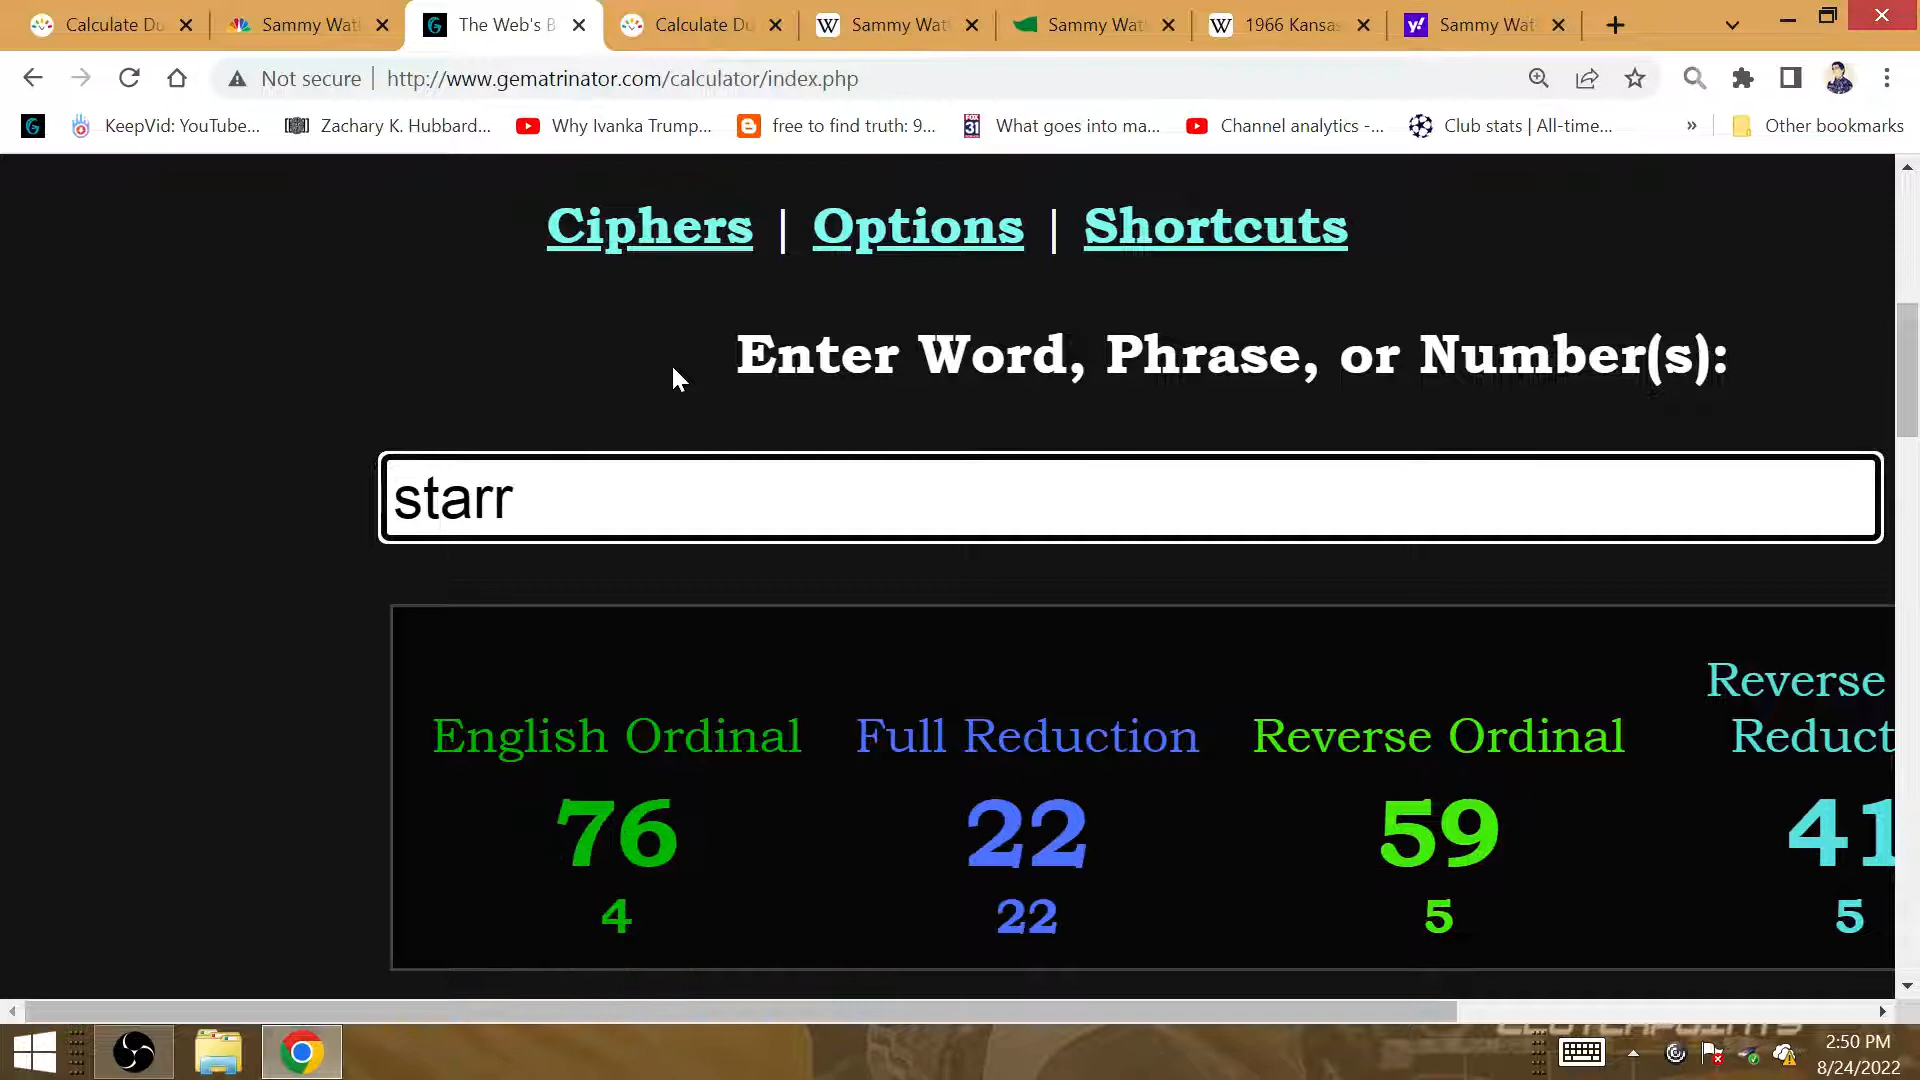 Calculate Du
Sammy Wat
The Web's B
Calculate Du
Sammy Wat
Sammy Wat
1966 Kansas
Sammy Wat
Not secure
http://www.gematrinator.com/calculator/index.php
KeepVid: YouTube...
Zachary K. Hubbard...
Why Ivanka Trump...
free to find truth: 9...
What goes into ma...
Channel analytics -...
Club stats | All-time...
»
Other bookmarks
Ciphers | Options | Shortcuts
Enter Word, Phrase, or Number(s):
starr
English Ordinal
76
4
Full Reduction
22
22
Reverse Ordinal
59
5
Reverse
Reduct
41
5
2:50 PM
8/24/2022